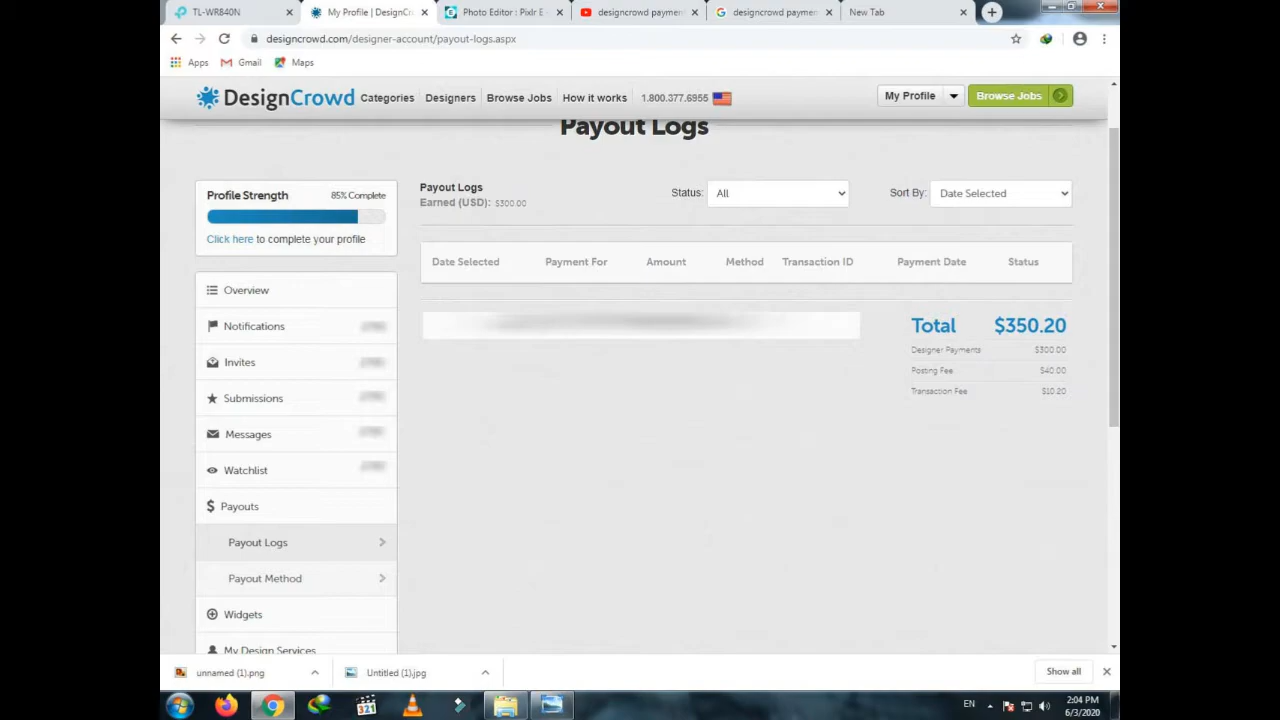 TL-WR840N
My Profile | DesignCr
Photo Editor : Pixlr E
designcrowd paymen
designcrowd paymen
New Tab
designcrowd.com/designer-account/payout-logs.aspx
Apps
Gmail
Maps
DesignCrowd
Categories
Designers
Browse Jobs
How it works
1.800.377.6955
My Profile
Browse Jobs
Payout Logs
Profile Strength
85% Complete
Click here to complete your profile
Payout Logs
Earned (USD): $300.00
Status: All
Sort By: Date Selected
Date Selected
Payment For
Amount
Method
Transaction ID
Payment Date
Status
Total $350.20
Designer Payments $300.00
Posting Fee $40.00
Transaction Fee $10.20
Overview
Notifications
Invites
Submissions
Messages
Watchlist
Payouts
Payout Logs
Payout Method
Widgets
My Design Services
unnamed (1).png
Untitled (1).jpg
Show all
321
EN
2:04 PM
6/3/2020